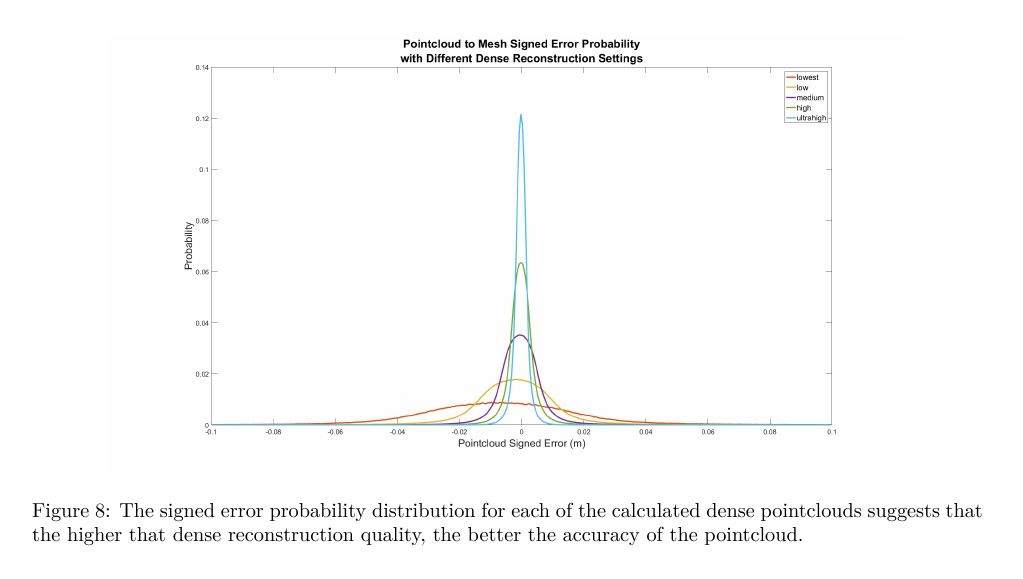 Pointcloud to Mesh Signed Error Probability
with Different Dense Reconstruction Settings
0.14
0.12
0.1
0.08
0.06
0.04
0.02
0
Probability
lowest
low
medium
high
ultrahigh
-0.1 -0.08 -0.06 -0.04 -0.02 0 0.02 0.04 0.06 0.08 0.1
Pointcloud Signed Error (m)
Figure 8: The signed error probability distribution for each of the calculated dense pointclouds suggests that
the higher that dense reconstruction quality, the better the accuracy of the pointcloud.